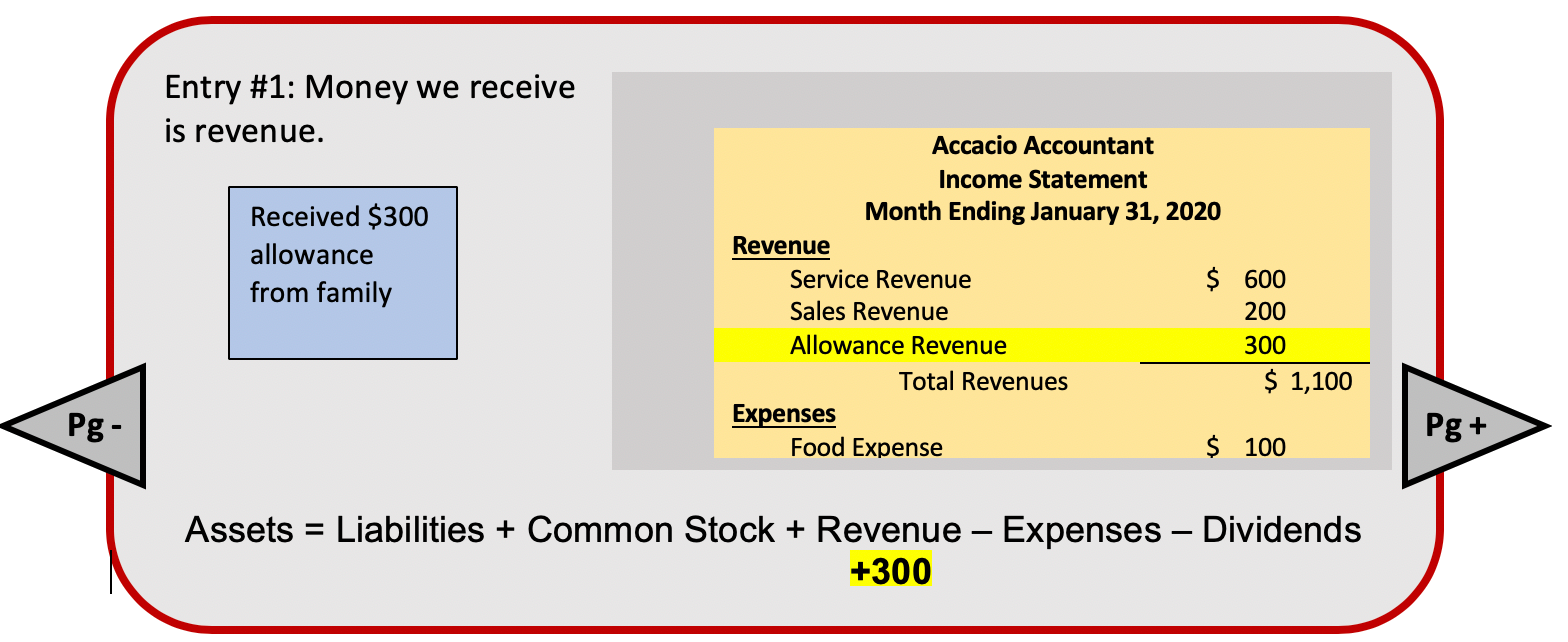 Entry #1: Money we receive
is revenue.
Received $300
allowance
from family
Accacio Accountant
Income Statement
Month Ending January 31, 2020
Revenue
Service Revenue $ 600
Sales Revenue 200
Allowance Revenue 300
Total Revenues $ 1,100
Expenses
Food Expense $ 100
Pg -
Pg +
Assets = Liabilities + Common Stock + Revenue – Expenses – Dividends
+300